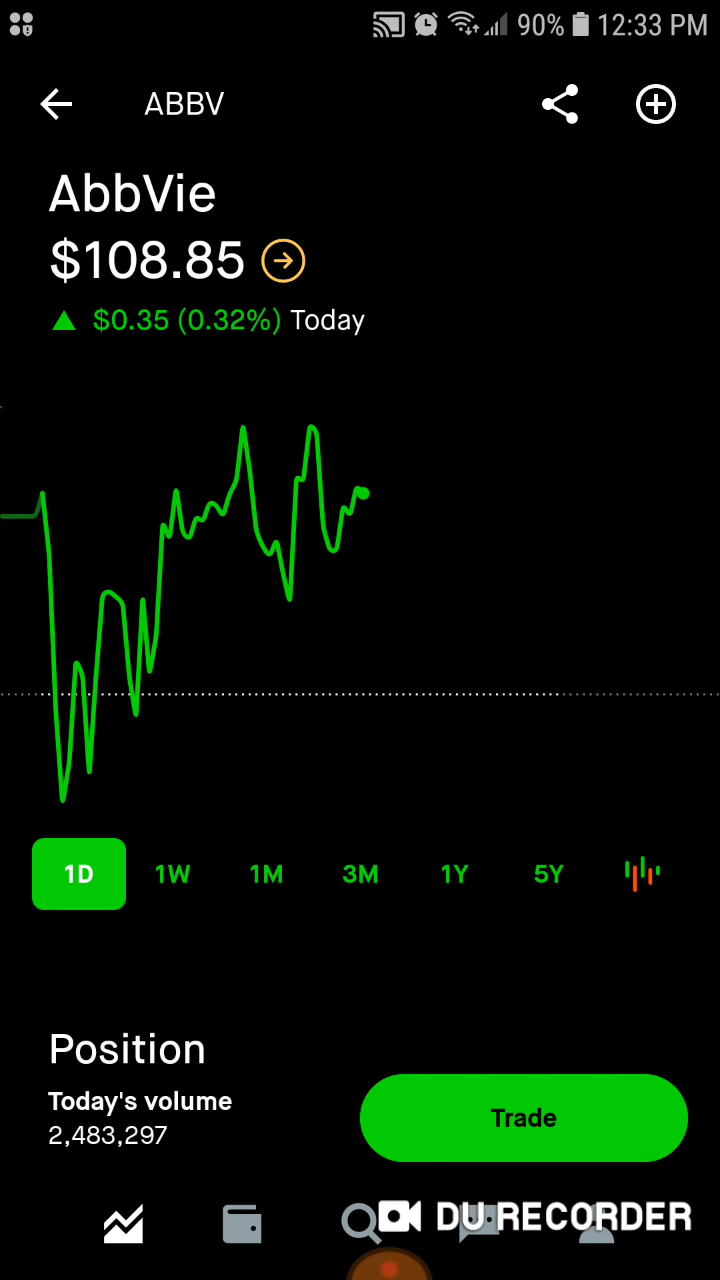 90% 12:33 PM
ABBV
AbbVie
$108.85
$0.35 (0.32%) Today
1D 1W 1M 3M 1Y 5Y
Position
Today's volume
2,483,297
Trade
DU RECORDER